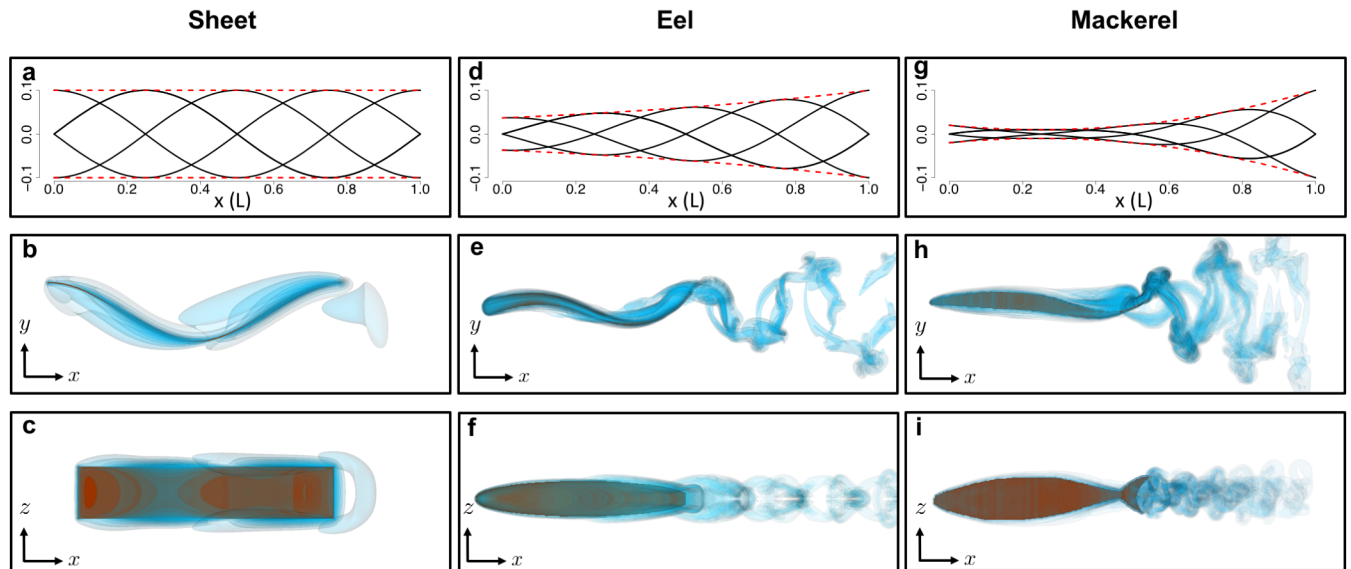 Sheet Eel Mackerel
a d g
0.1 0.1 0.1
0.0 0.0 0.0
−0.1 −0.1 −0.1
0.0 0.2 0.4 0.6 0.8 1.0 0.0 0.2 0.4 0.6 0.8 1.0 0.0 0.2 0.4 0.6 0.8 1.0
x (L) x (L) x (L)
b e h
y y y
x x x
c f i
z z z
x x x